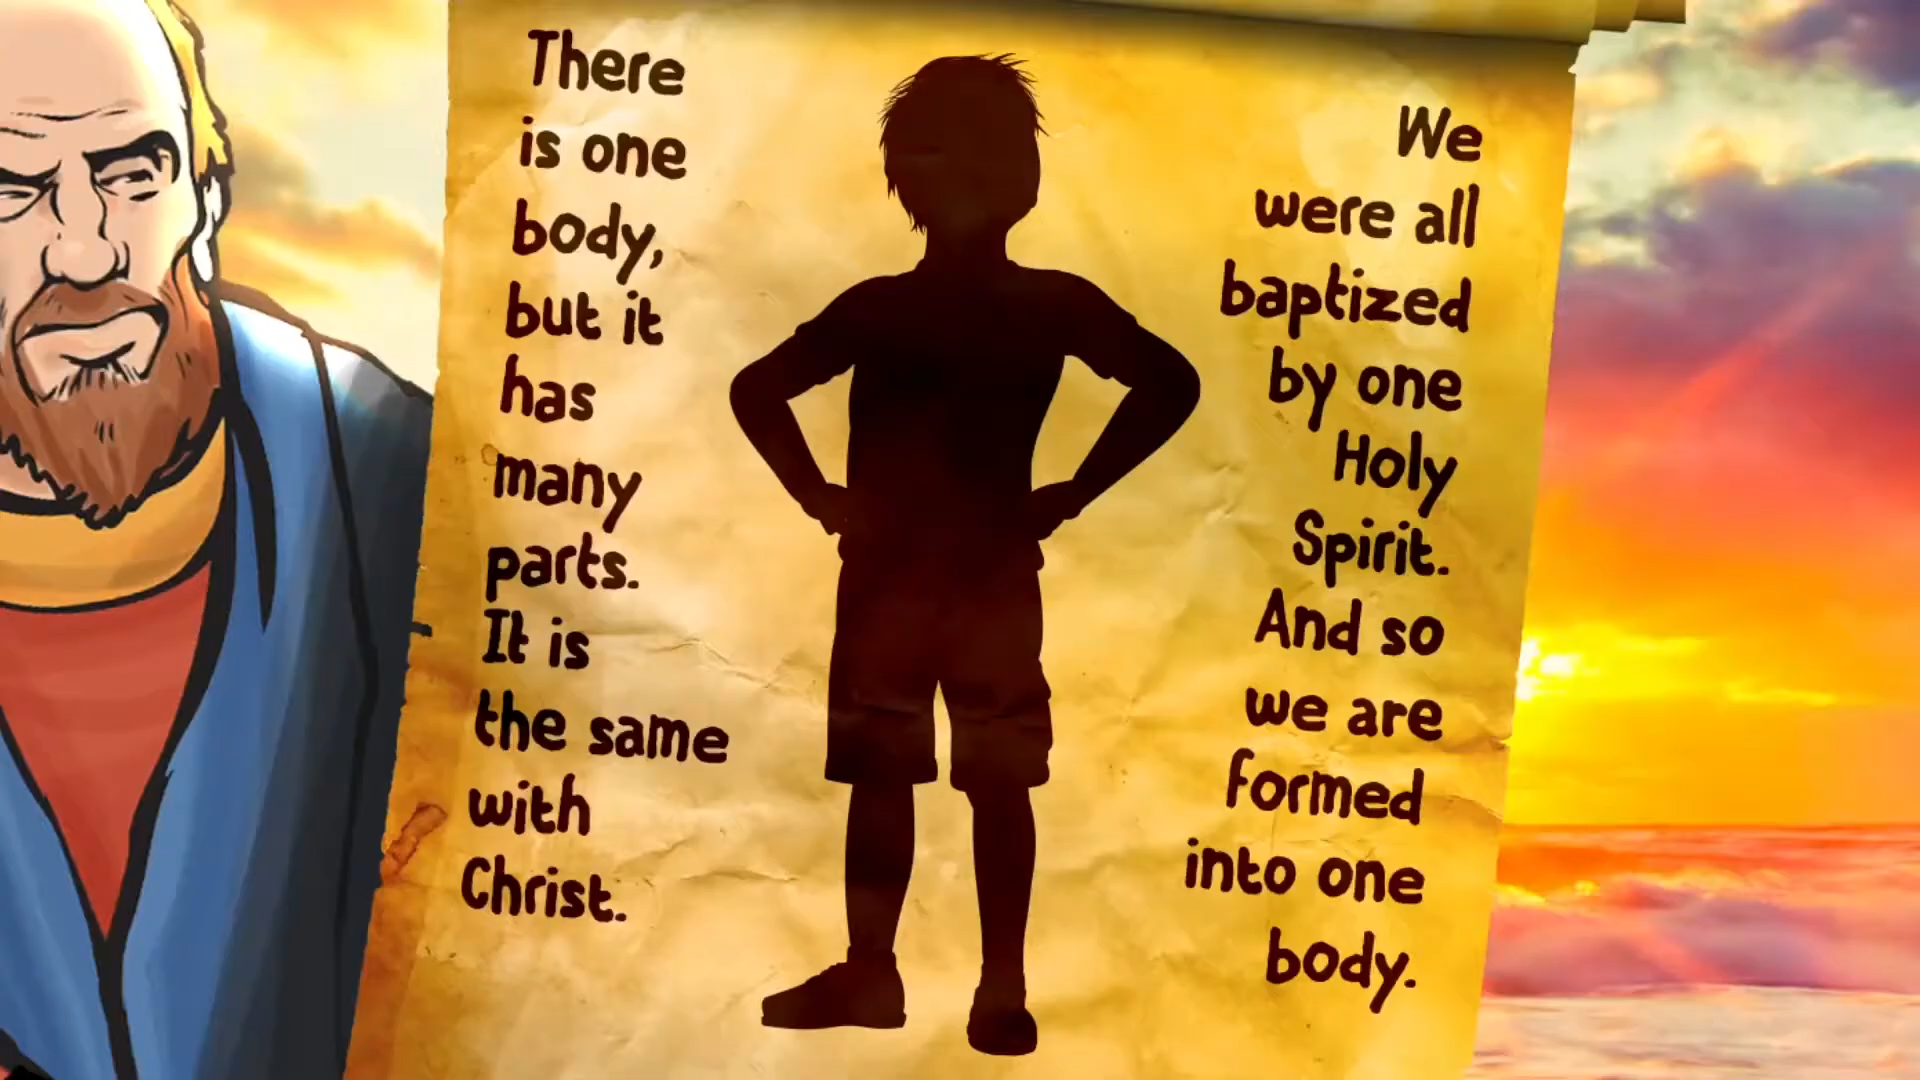 There
is one
body,
but it
has
many
parts.
It is
the same
with
Christ.
We
were all
baptized
by one
Holy
Spirit.
And so
we are
formed
into one
body.